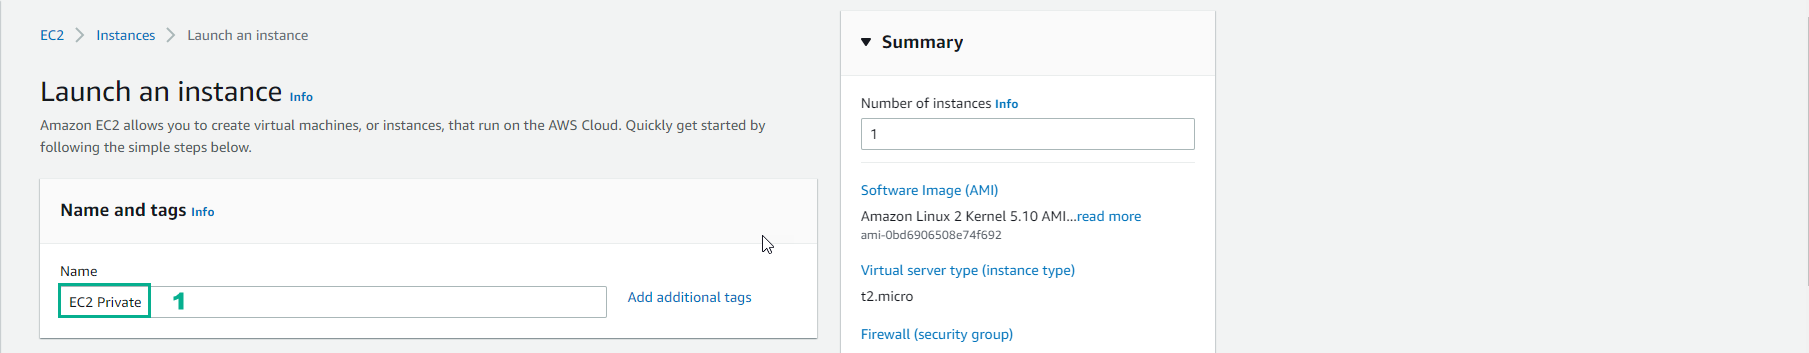 EC2 > Instances > Launch an instance
Launch an instance Info
Amazon EC2 allows you to create virtual machines, or instances, that run on the AWS Cloud. Quickly get started by
following the simple steps below.
Name and tags Info
Name
EC2 Private 1
Add additional tags
Summary
Number of instances Info
1
Software Image (AMI)
Amazon Linux 2 Kernel 5.10 AMI...read more
ami-0bd6906508e74f692
Virtual server type (instance type)
t2.micro
Firewall (security group)